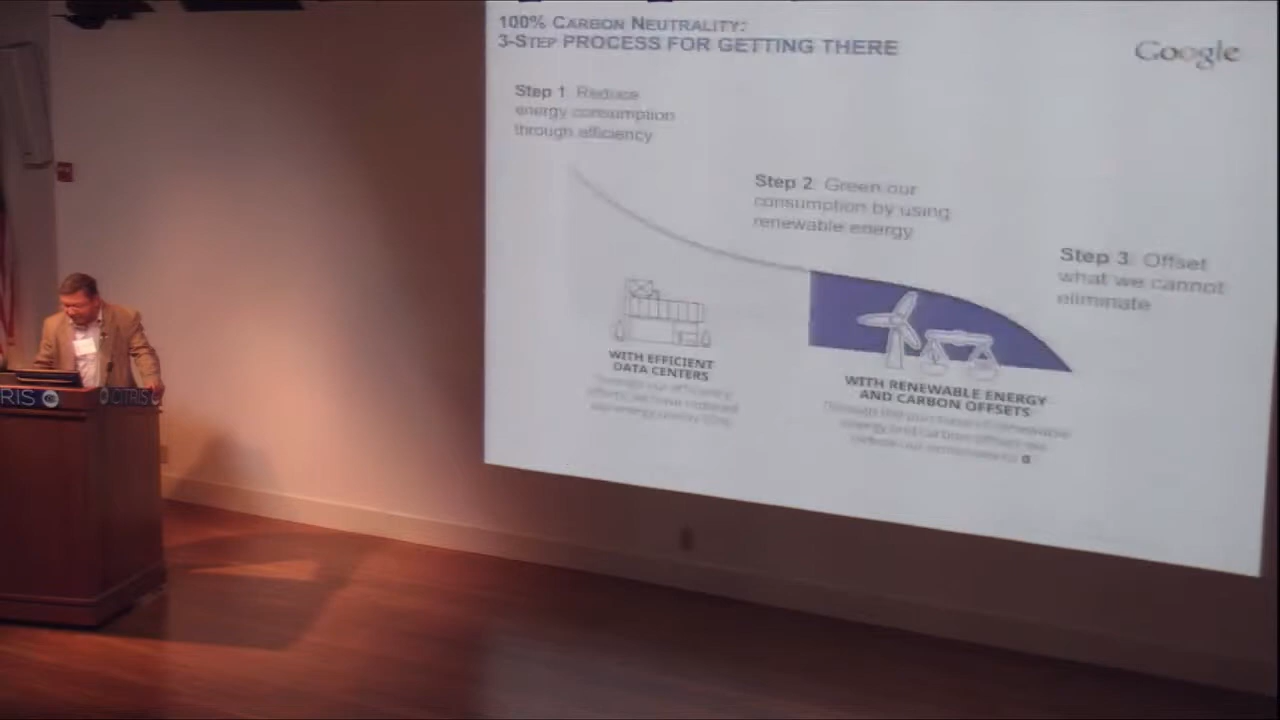 100% CARBON NEUTRALITY:
3-STEP PROCESS FOR GETTING THERE
Google
Step 1: Reduce
energy consumption
through efficiency
Step 2: Green our
consumption by using
renewable energy
Step 3: Offset
what we cannot
eliminate
WITH EFFICIENT
DATA CENTERS
WITH RENEWABLE ENERGY
AND CARBON OFFSETS
RIS
CITRIS